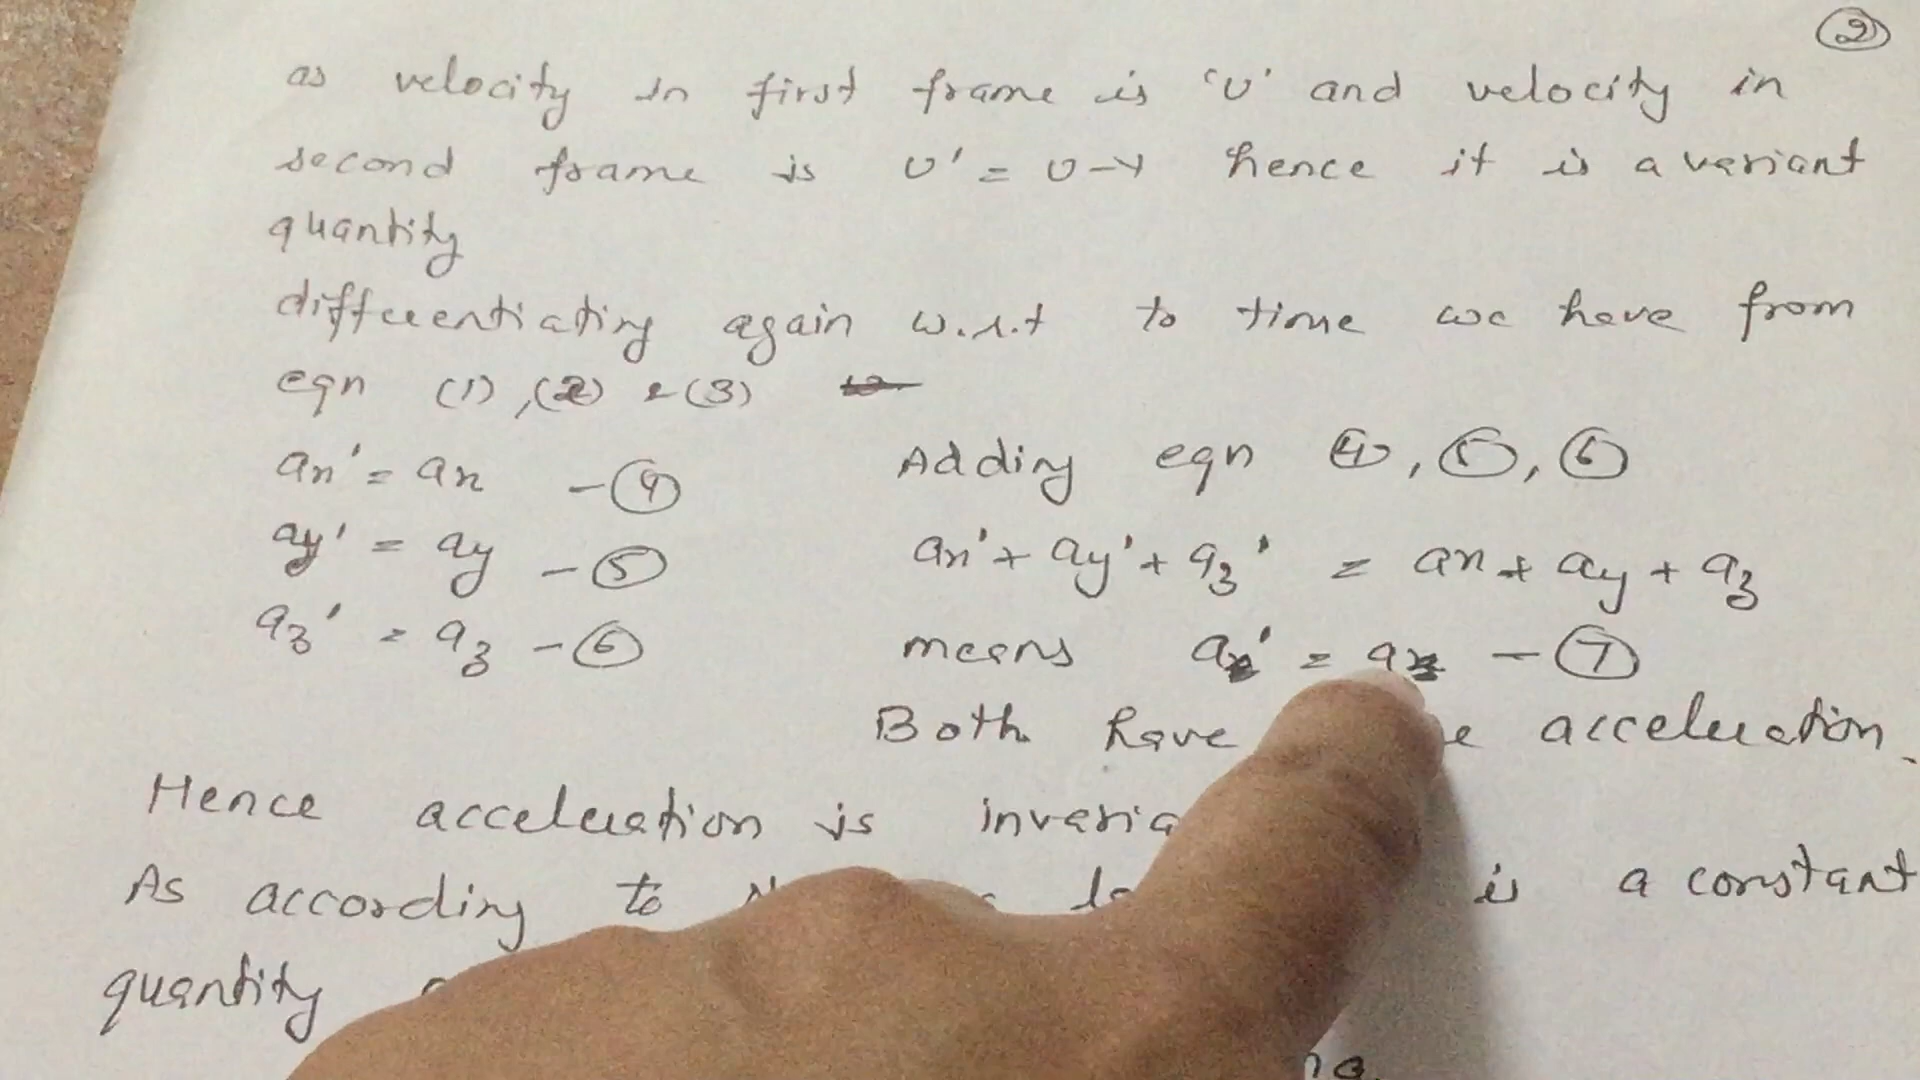 ②
as velocity in first frame is 'u' and velocity in
second frame is u' = u-v hence it is a variant
quantity
differentiating again w.r.t to time we have from
eqn (1), (2) & (3)
ax' = ax - ④
ay' = ay - ⑤
az' = az - ⑥
Adding eqn ④, ⑤, ⑥
ax' + ay' + az' = ax + ay + az
means a' = a - ⑦
Both have acceleration.
Hence acceleration is
As according to is a constant
quantity